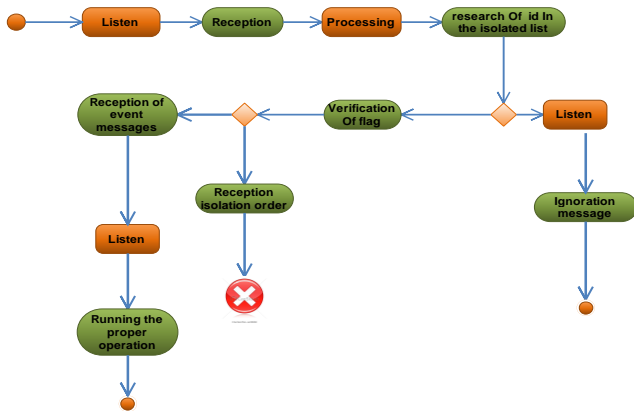 Listen
Reception
Processing
research Of id In
the isolated list
Reception of
event
messages
Verification
Of flag
Listen
Reception
isolation order
Ignoration
message
Listen
Running the
proper
operation